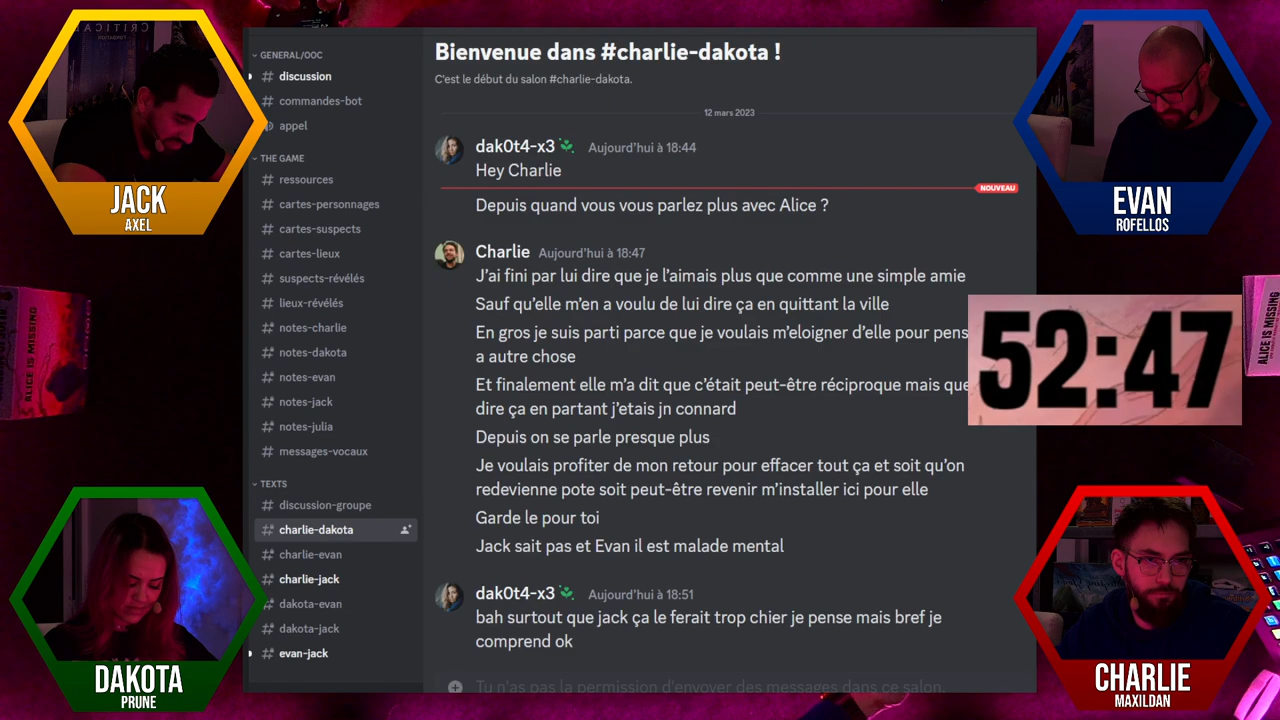 CRITICAL
FONDATION
JACK
AXEL
EVAN
ROFELLOS
DAKOTA
PRUNE
CHARLIE
MAXILDAN
ALICE IS MISSING
ALICE IS MISSING
52:47
GENERAL/OOC
# discussion
# commandes-bot
appel
THE GAME
# ressources
# cartes-personnages
# cartes-suspects
# cartes-lieux
# suspects-révélés
# lieux-révélés
# notes-charlie
# notes-dakota
# notes-evan
# notes-jack
# notes-julia
# messages-vocaux
TEXTS
# discussion-groupe
# charlie-dakota
# charlie-evan
# charlie-jack
# dakota-evan
# dakota-jack
# evan-jack
Bienvenue dans #charlie-dakota !
C'est le début du salon #charlie-dakota.
12 mars 2023
dak0t4-x3 Aujourd'hui à 18:44
Hey Charlie
NOUVEAU
Depuis quand vous vous parlez plus avec Alice ?
Charlie Aujourd'hui à 18:47
J'ai fini par lui dire que je l'aimais plus que comme une simple amie
Sauf qu'elle m'en a voulu de lui dire ça en quittant la ville
En gros je suis parti parce que je voulais m'eloigner d'elle pour pens
a autre chose
Et finalement elle m'a dit que c'était peut-être réciproque mais que
dire ça en partant j'etais jn connard
Depuis on se parle presque plus
Je voulais profiter de mon retour pour effacer tout ça et soit qu'on
redevienne pote soit peut-être revenir m'installer ici pour elle
Garde le pour toi
Jack sait pas et Evan il est malade mental
dak0t4-x3 Aujourd'hui à 18:51
bah surtout que jack ça le ferait trop chier je pense mais bref je
comprend ok
Tu n'as pas la permission d'envoyer des messages dans ce salon.